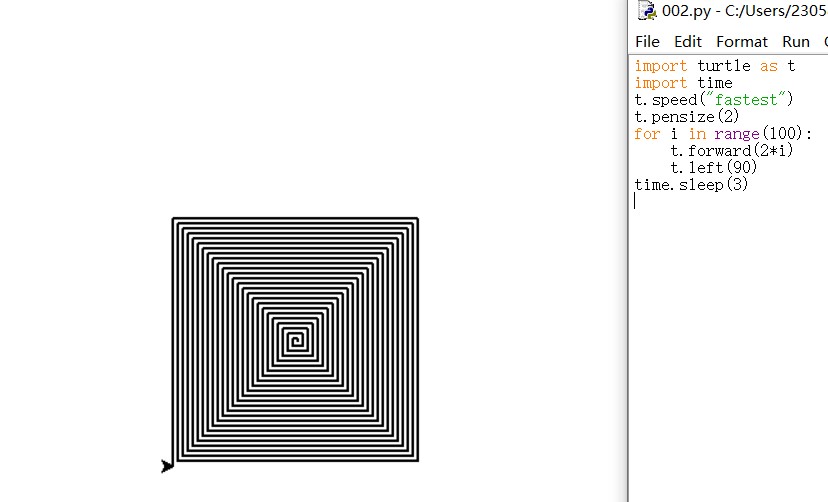 002.py - C:/Users/2305
File Edit Format Run
import turtle as t
import time
t.speed("fastest")
t.pensize(2)
for i in range(100):
    t.forward(2*i)
    t.left(90)
time.sleep(3)